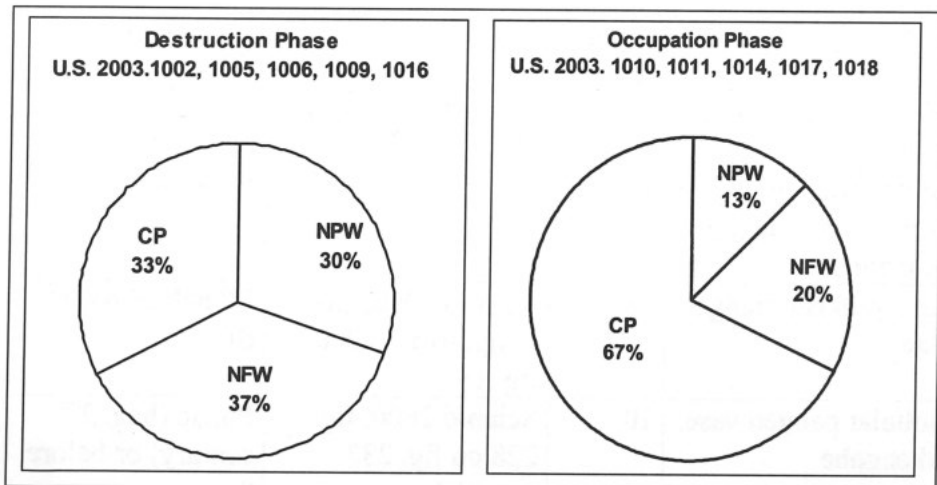 Destruction Phase
U.S. 2003.1002, 1005, 1006, 1009, 1016
CP
33%
NPW
30%
NFW
37%
Occupation Phase
U.S. 2003. 1010, 1011, 1014, 1017, 1018
NPW
13%
NFW
20%
CP
67%